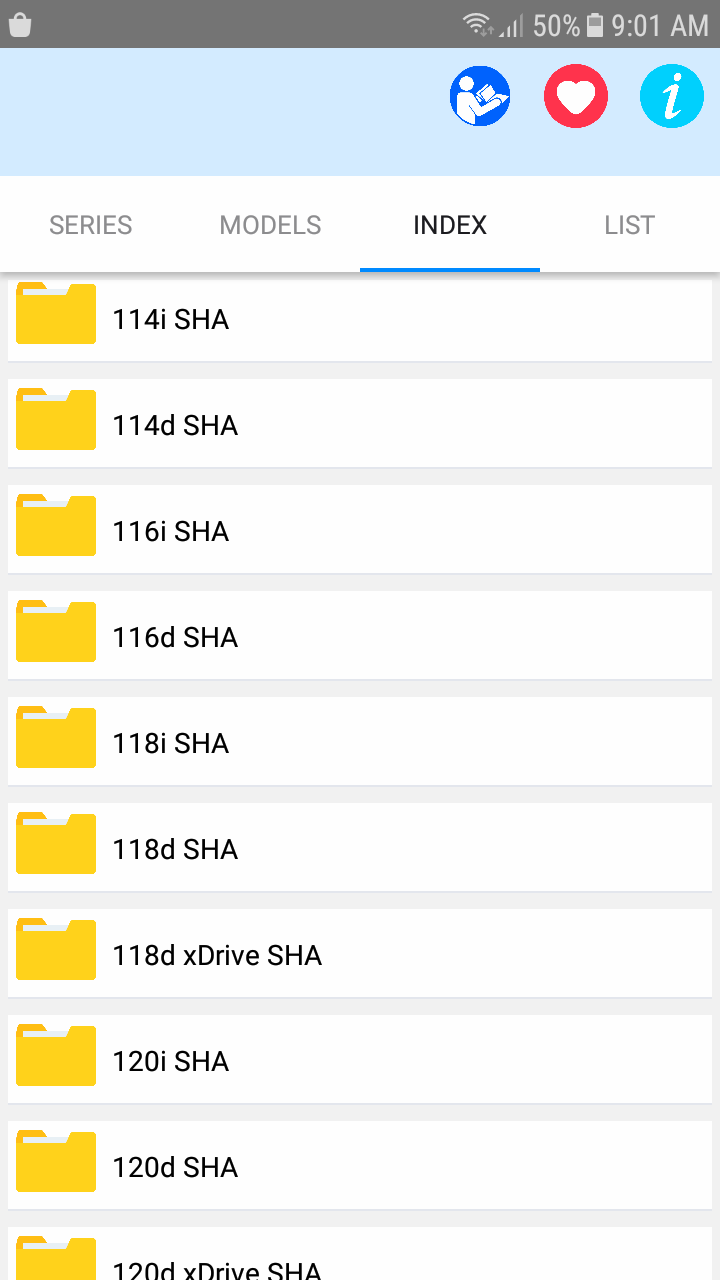 50% 9:01 AM
i
SERIES MODELS INDEX LIST
114i SHA
114d SHA
116i SHA
116d SHA
118i SHA
118d SHA
118d xDrive SHA
120i SHA
120d SHA
120d xDrive SHA